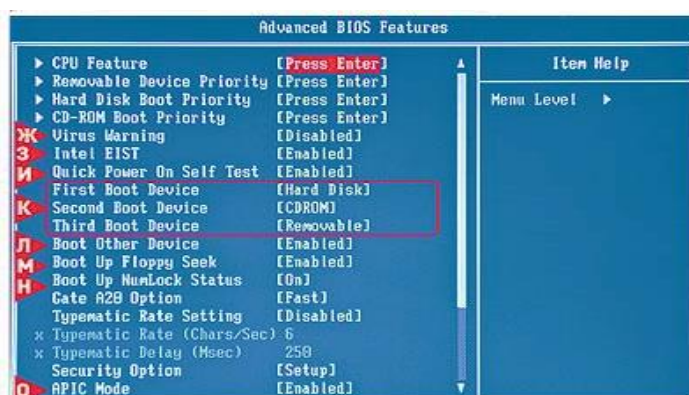 Advanced BIOS Features
▶ CPU Feature [Press Enter] Item Help
▶ Removable Device Priority [Press Enter]
▶ Hard Disk Boot Priority [Press Enter] Menu Level ▶
▶ CD-ROM Boot Priority [Press Enter]
Ж Virus Warning [Disabled]
З Intel EIST [Enabled]
И Quick Power On Self Test [Enabled]
First Boot Device [Hard Disk]
К Second Boot Device [CDROM]
Third Boot Device [Removable]
Л Boot Other Device [Enabled]
М Boot Up Floppy Seek [Enabled]
Н Boot Up NumLock Status [On]
Gate A20 Option [Fast]
Typematic Rate Setting [Disabled]
x Typematic Rate (Chars/Sec) 6
x Typematic Delay (Msec) 250
Security Option [Setup]
О APIC Mode [Enabled]